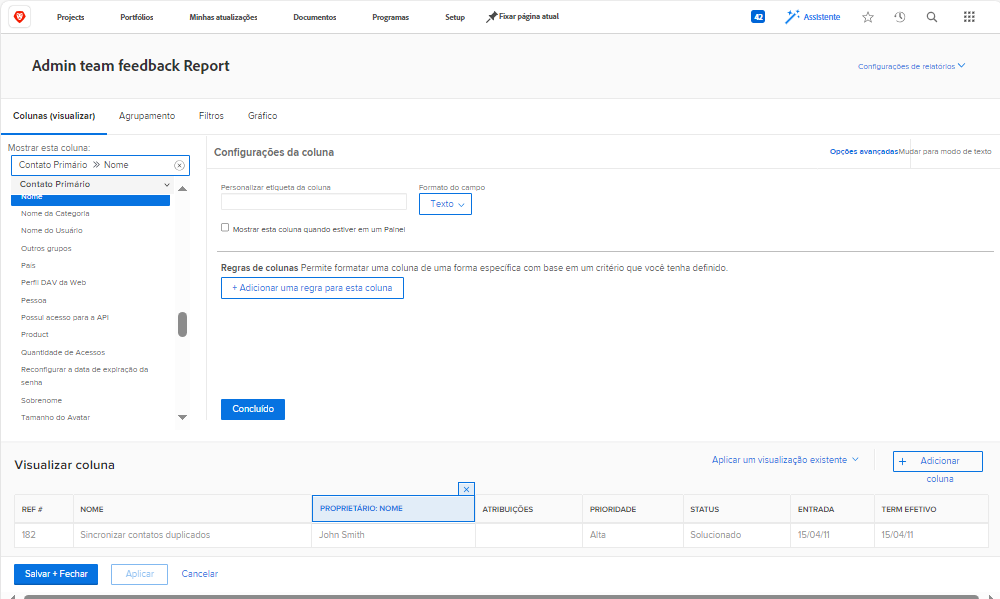 Projects Portfólios Minhas atualizações Documentos Programas Setup Fixar página atual 42 Assistente
Admin team feedback Report
Configurações de relatórios
Colunas (visualizar) Agrupamento Filtros Gráfico
Mostrar esta coluna:
Contato Primário >> Nome
Contato Primário
Nome
Nome da Categoria
Nome do Usuário
Outros grupos
País
Perfil DAV da Web
Pessoa
Possui acesso para a API
Product
Quantidade de Acessos
Reconfigurar a data de expiração da
senha
Sobrenome
Tamanho do Avatar
Configurações da coluna
Opções avançadas Mudar para modo de texto
Personalizar etiqueta da coluna
Formato do campo
Texto
Mostrar esta coluna quando estiver em um Painel
Regras de colunas Permite formatar uma coluna de uma forma específica com base em um critério que você tenha definido.
+ Adicionar uma regra para esta coluna
Concluído
Visualizar coluna
Aplicar um visualização existente
+ Adicionar
coluna
REF # NOME PROPRIETÁRIO: NOME ATRIBUIÇÕES PRIORIDADE STATUS ENTRADA TERM EFETIVO
182 Sincronizar contatos duplicados John Smith Alta Solucionado 15/04/11 15/04/11
Salvar + Fechar Aplicar Cancelar